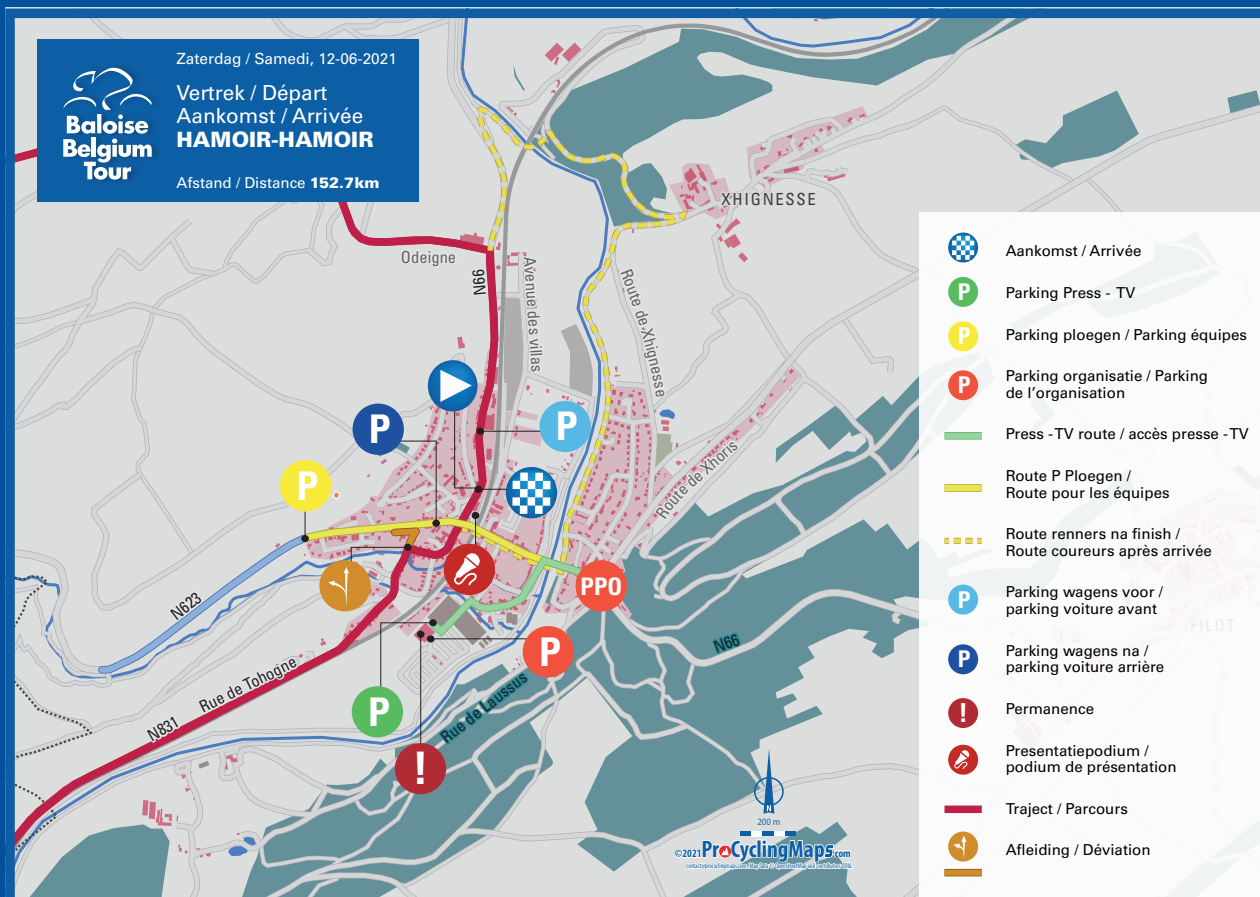 Zaterdag / Samedi, 12-06-2021
Vertrek / Départ
Aankomst / Arrivée
HAMOIR-HAMOIR
Afstand / Distance 152.7km
Baloise
Belgium
Tour
XHIGNESSE
Odeigne
N66
Avenue des villas
Route de Xhignesse
Route de Xhoris
P
P
P
PPO
P
P
!
N623
N831
Rue de Tohogne
Rue de Laussus
N66
FILOT
N
200 m
©2021 ProCyclingMaps.com
Aankomst / Arrivée
P
Parking Press - TV
P
Parking ploegen / Parking équipes
P
Parking organisatie / Parking
de l'organisation
Press - TV route / accès presse - TV
Route P Ploegen /
Route pour les équipes
Route renners na finish /
Route coureurs après arrivée
P
Parking wagens voor /
parking voiture avant
P
Parking wagens na /
parking voiture arrière
!
Permanence
Presentatiepodium /
podium de présentation
Traject / Parcours
Afleiding / Déviation